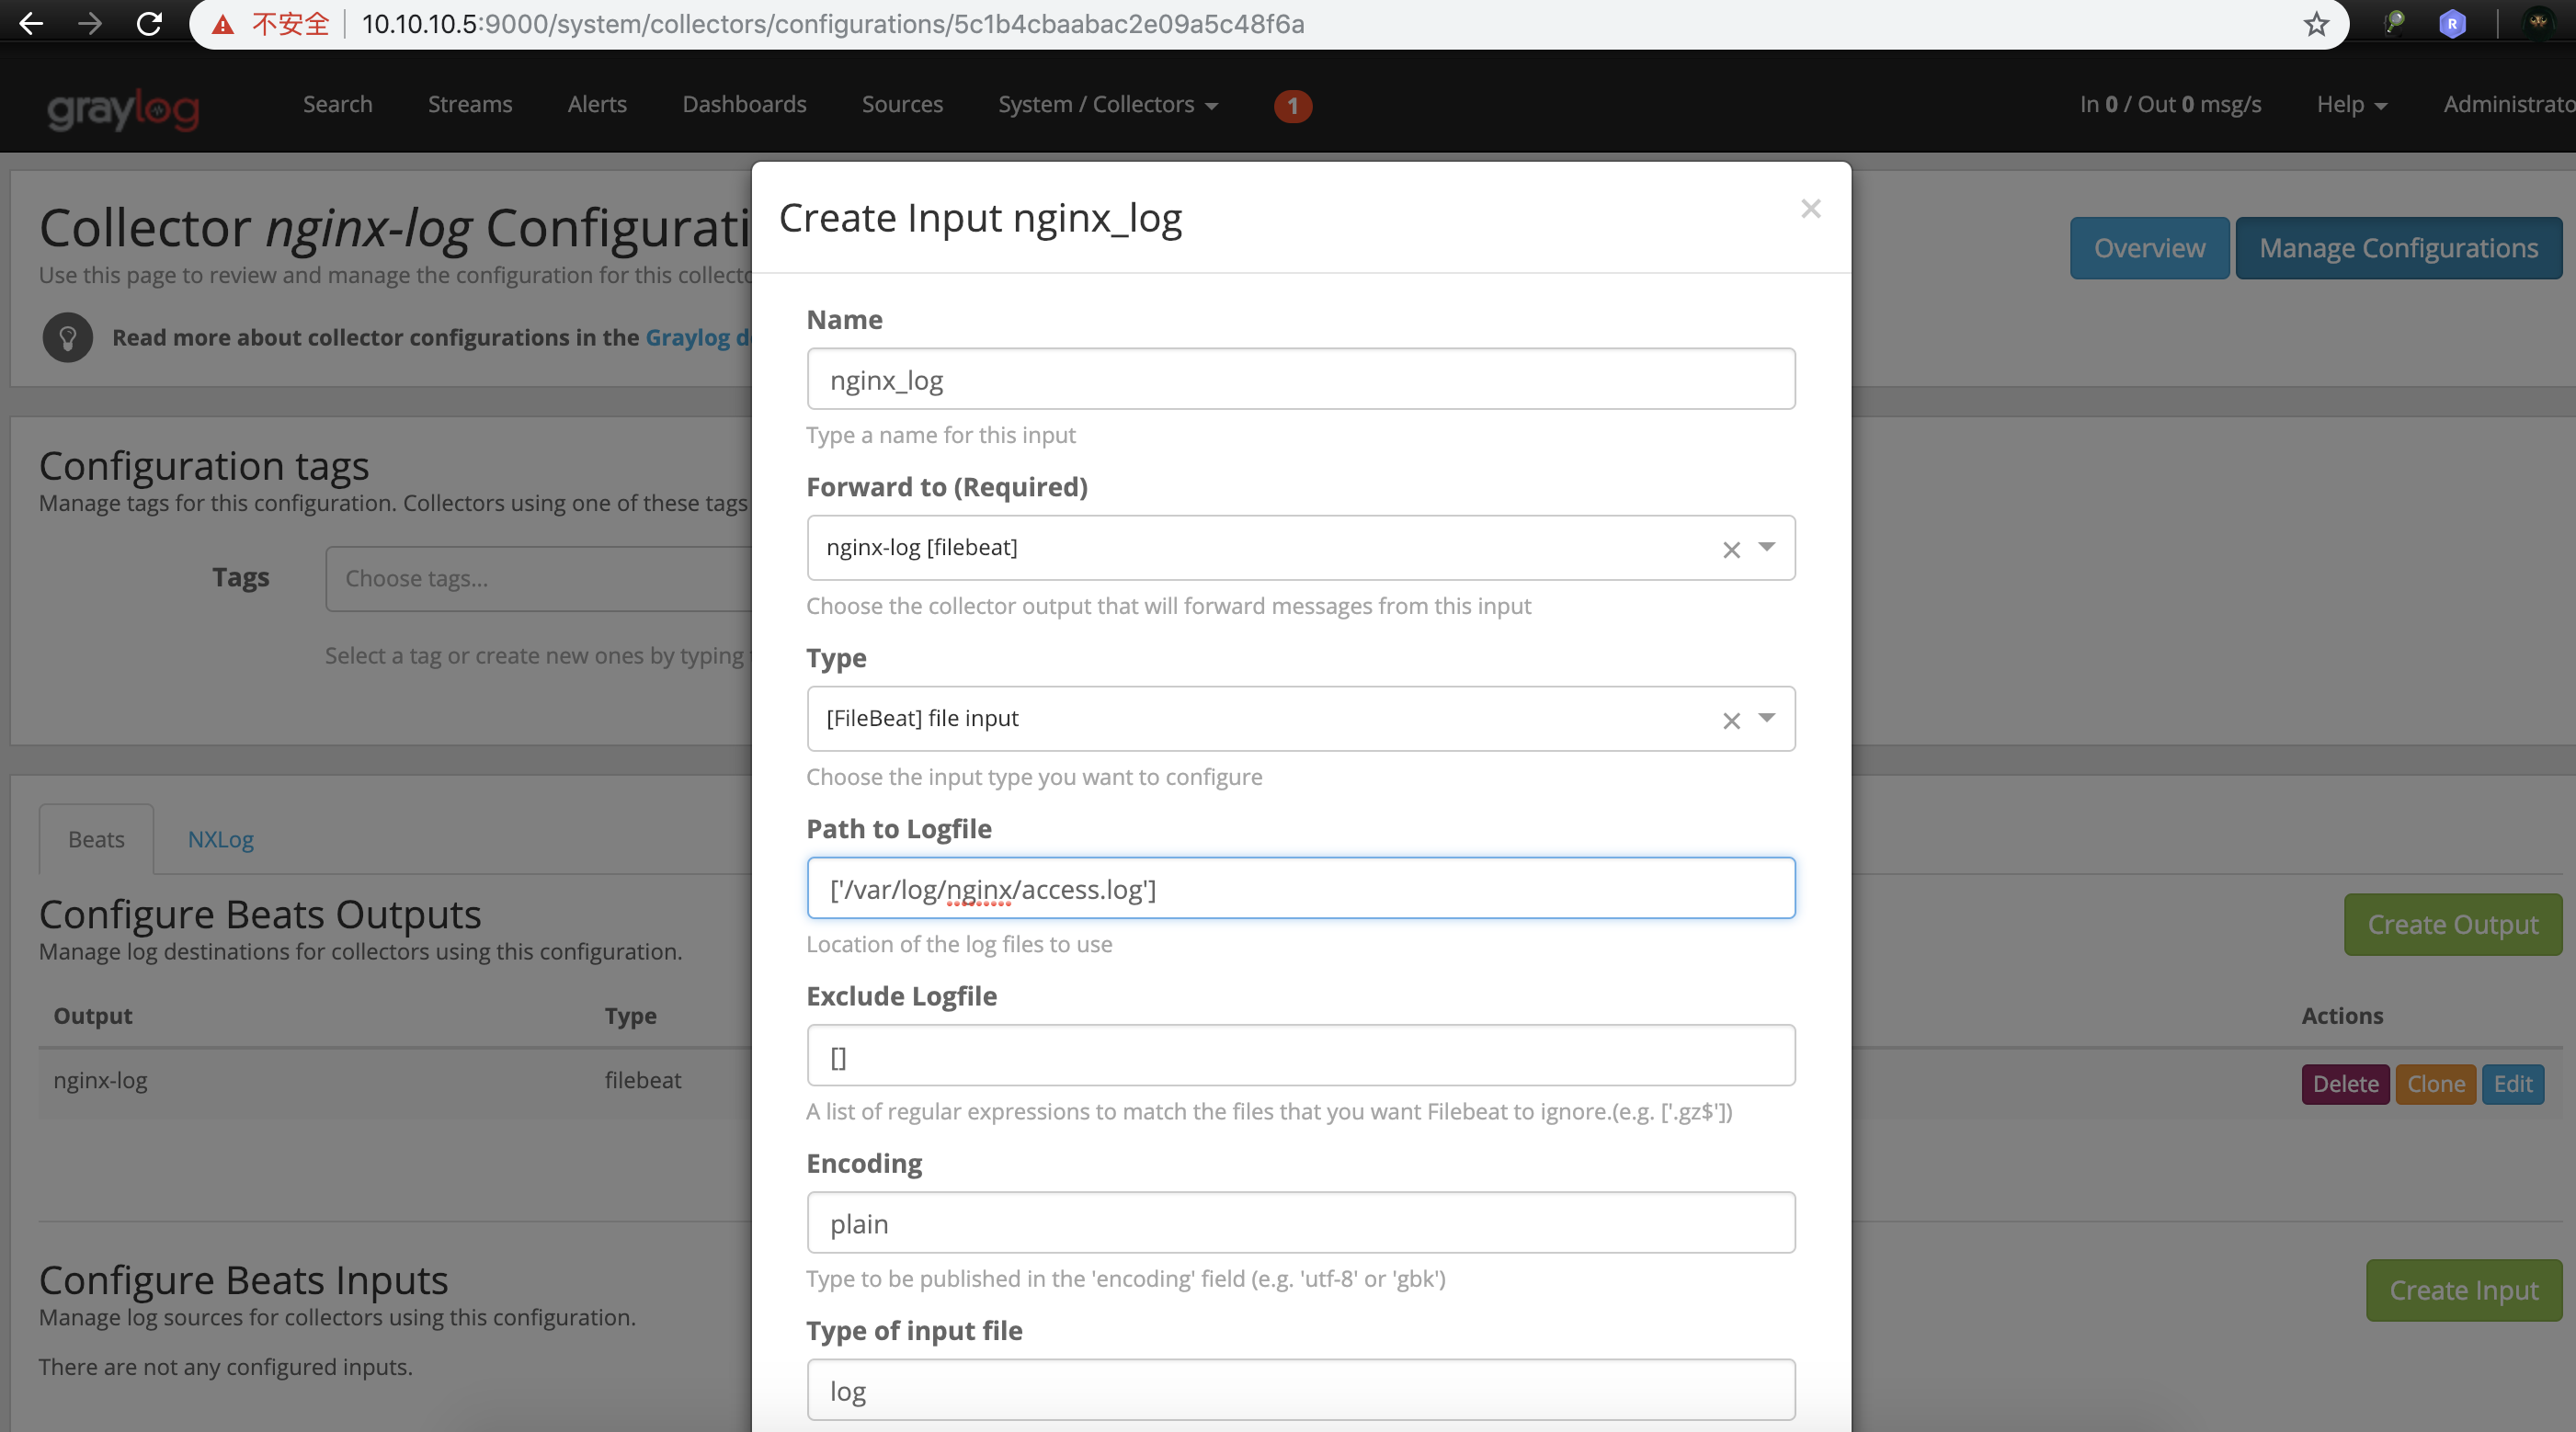 不安全 10.10.10.5:9000/system/collectors/configurations/5c1b4cbaabac2e09a5c48f6a
graylog Search Streams Alerts Dashboards Sources System / Collectors 1 In 0 / Out 0 msg/s Help Administrato
Collector nginx-log Configurati
Use this page to review and manage the configuration for this collecto
Read more about collector configurations in the Graylog d
Overview Manage Configurations
Configuration tags
Manage tags for this configuration. Collectors using one of these tags
Tags Choose tags...
Select a tag or create new ones by typing
Beats NXLog
Configure Beats Outputs
Manage log destinations for collectors using this configuration.
Create Output
Output Type Actions
nginx-log filebeat Delete Clone Edit
Configure Beats Inputs
Manage log sources for collectors using this configuration.
Create Input
There are not any configured inputs.
Create Input nginx_log
×
Name
nginx_log
Type a name for this input
Forward to (Required)
nginx-log [filebeat]
Choose the collector output that will forward messages from this input
Type
[FileBeat] file input
Choose the input type you want to configure
Path to Logfile
['/var/log/nginx/access.log']
Location of the log files to use
Exclude Logfile
[]
A list of regular expressions to match the files that you want Filebeat to ignore.(e.g. ['.gz$'])
Encoding
plain
Type to be published in the 'encoding' field (e.g. 'utf-8' or 'gbk')
Type of input file
log